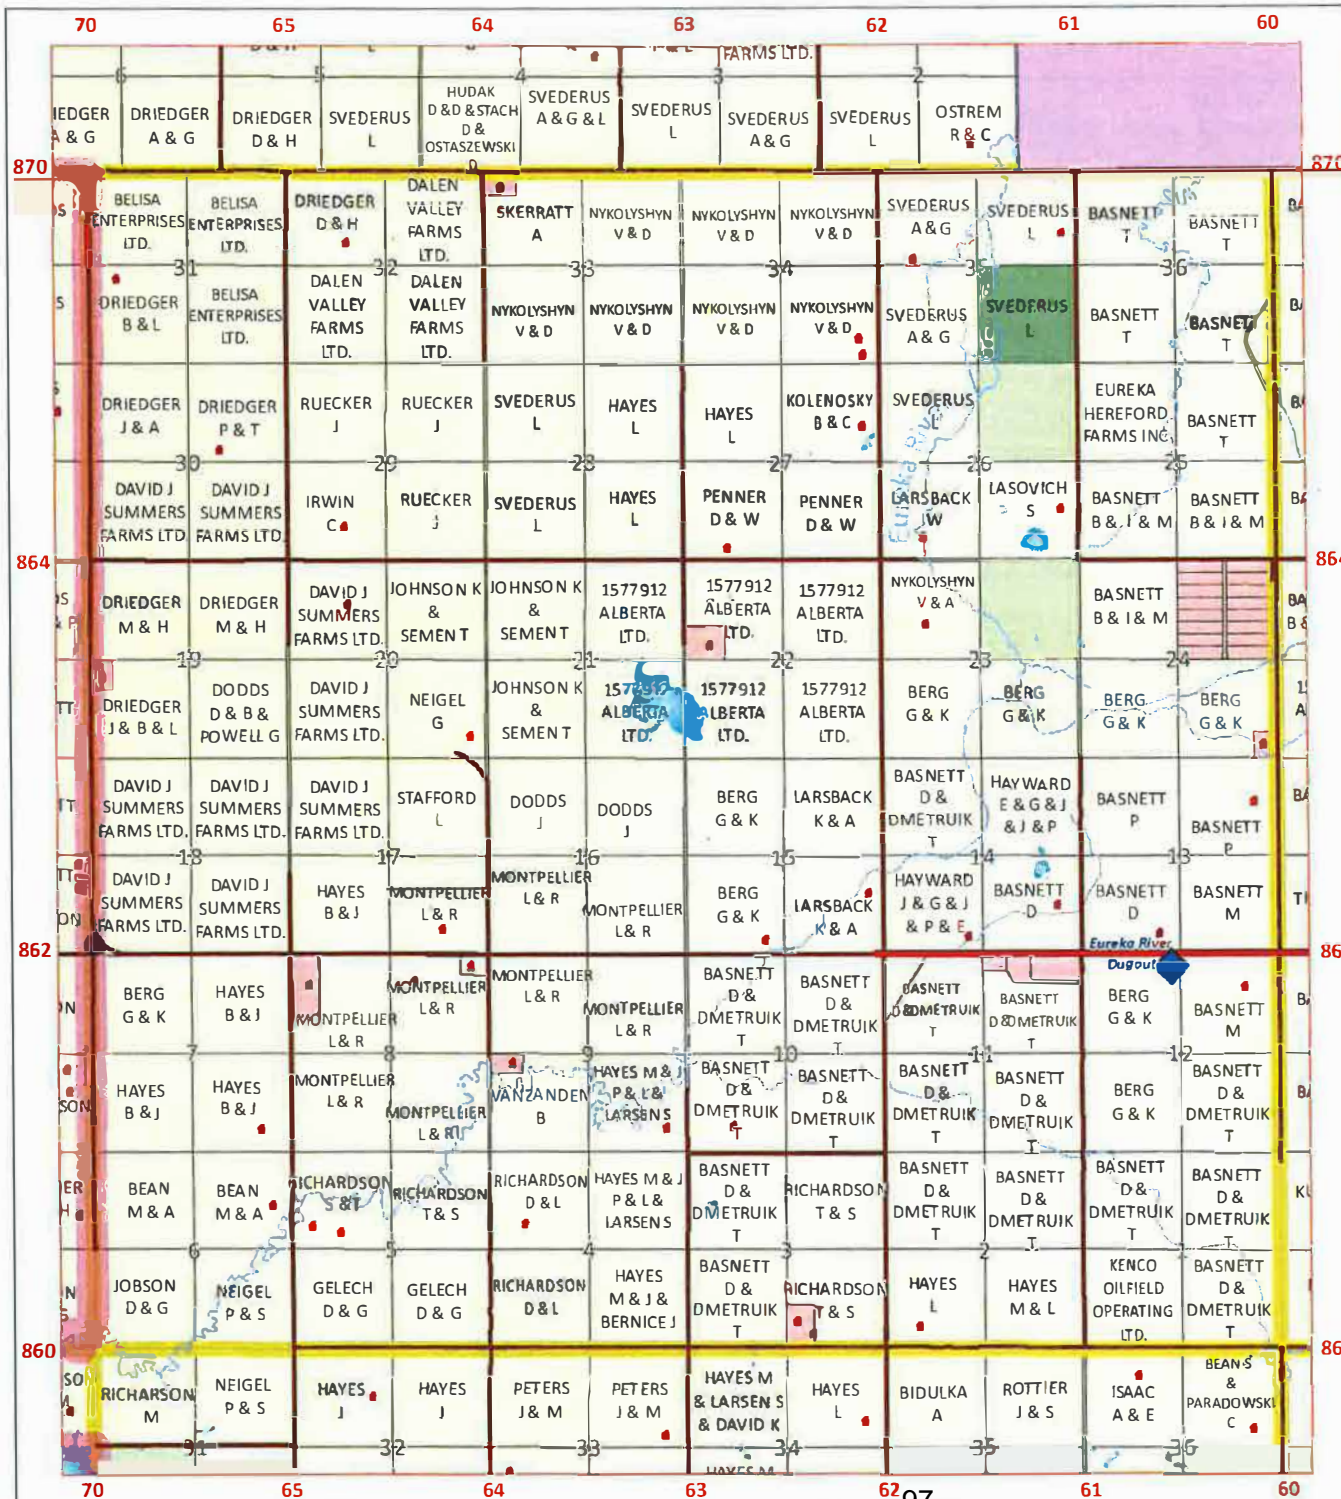 70 65 64 63 62 61 60
FARMS LTD.
6 5 4 3 2
IEDGER
A & G
DRIEDGER
A & G
DRIEDGER
D & H
SVEDERUS
L
HUDAK
D & D & STACH
D &
OSTASZEWSKI
D
SVEDERUS
A & G & L
SVEDERUS
L
SVEDERUS
A & G
SVEDERUS
L
OSTREM
R & C
870
870
BELISA
ENTERPRISES
LTD.
BELISA
ENTERPRISES
LTD.
DRIEDGER
D & H
DALEN
VALLEY
FARMS
LTD.
SKERRATT
A
NYKOLYSHYN
V & D
NYKOLYSHYN
V & D
NYKOLYSHYN
V & D
SVEDERUS
A & G
SVEDERUS
L
BASNETT
T
BASNETT
T
31 32 33 34 35 36
DRIEDGER
B & L
BELISA
ENTERPRISES
LTD.
DALEN
VALLEY
FARMS
LTD.
DALEN
VALLEY
FARMS
LTD.
NYKOLYSHYN
V & D
NYKOLYSHYN
V & D
NYKOLYSHYN
V & D
NYKOLYSHYN
V & D
SVEDERUS
A & G
SVEDERUS
L
BASNETT
T
BASNETT
T
DRIEDGER
J & A
DRIEDGER
P & T
RUECKER
J
RUECKER
J
SVEDERUS
L
HAYES
L
HAYES
L
KOLENOSKY
B & C
SVEDERUS
L
EUREKA
HEREFORD
FARMS INC
BASNETT
T
Eureka River
30 29 28 27 26 25
DAVID J
SUMMERS
FARMS LTD.
DAVID J
SUMMERS
FARMS LTD.
IRWIN
C
RUECKER
J
SVEDERUS
L
HAYES
L
PENNER
D & W
PENNER
D & W
LARSBACK
W
LASOVICH
S
BASNETT
B & I & M
BASNETT
B & I & M
864
864
DRIEDGER
M & H
DRIEDGER
M & H
DAVID J
SUMMERS
FARMS LTD.
JOHNSON K
&
SEMEN T
JOHNSON K
&
SEMEN T
1577912
ALBERTA
LTD.
1577912
ALBERTA
LTD.
1577912
ALBERTA
LTD.
NYKOLYSHYN
V & A
BASNETT
B & I & M
19 20 21 22 23 24
DRIEDGER
J & B & L
DODDS
D & B &
POWELL G
DAVID J
SUMMERS
FARMS LTD.
NEIGEL
G
JOHNSON K
&
SEMEN T
1577912
ALBERTA
LTD.
1577912
ALBERTA
LTD.
1577912
ALBERTA
LTD.
BERG
G & K
BERG
G & K
BERG
G & K
BERG
G & K
DAVID J
SUMMERS
FARMS LTD.
DAVID J
SUMMERS
FARMS LTD.
DAVID J
SUMMERS
FARMS LTD.
STAFFORD
L
DODDS
J
DODDS
J
BERG
G & K
LARSBACK
K & A
BASNETT
D &
DMETRUIK
T
HAYWARD
E & G & J
& J & P
BASNETT
P
BASNETT
P
18 17 16 15 14 13
DAVID J
SUMMERS
FARMS LTD.
DAVID J
SUMMERS
FARMS LTD.
HAYES
B & J
MONTPELLIER
L & R
MONTPELLIER
L & R
MONTPELLIER
L & R
BERG
G & K
LARSBACK
K & A
HAYWARD
J & G & J
& P & E
BASNETT
D
BASNETT
D
BASNETT
M
862
Eureka River
Dugout
BERG
G & K
HAYES
B & J
MONTPELLIER
L & R
MONTPELLIER
L & R
MONTPELLIER
L & R
MONTPELLIER
L & R
BASNETT
D &
DMETRUIK
T
BASNETT
D &
DMETRUIK
T
BASNETT
D & DMETRUIK
T
BASNETT
D & DMETRUIK
T
BERG
G & K
BASNETT
M
7 8 9 10 11 12
HAYES
B & J
HAYES
B & J
MONTPELLIER
L & R
MONTPELLIER
L & R
VANZANDEN
B
HAYES M & J
P & L &
LARSEN S
BASNETT
D &
DMETRUIK
T
BASNETT
D &
DMETRUIK
T
BASNETT
D &
DMETRUIK
T
BASNETT
D &
DMETRUIK
T
BERG
G & K
BASNETT
D &
DMETRUIK
T
BEAN
M & A
BEAN
M & A
RICHARDSON
S & T
RICHARDSON
T & S
RICHARDSON
D & L
HAYES M & J
P & L &
LARSEN S
BASNETT
D &
DMETRUIK
T
RICHARDSON
T & S
BASNETT
D &
DMETRUIK
T
BASNETT
D &
DMETRUIK
T
BASNETT
D &
DMETRUIK
T
BASNETT
D &
DMETRUIK
T
6 5 4 3 2
JOBSON
D & G
NEIGEL
P & S
GELECH
D & G
GELECH
D & G
RICHARDSON
D & L
HAYES
M & J &
BERNICE J
BASNETT
D &
DMETRUIK
T
RICHARDSON
T & S
HAYES
L
HAYES
M & L
KENCO
OILFIELD
OPERATING
LTD.
BASNETT
D &
DMETRUIK
T
860
RICHARSON
M
NEIGEL
P & S
HAYES
J
HAYES
J
PETERS
J & M
PETERS
J & M
HAYES M
& LARSEN S
& DAVID K
HAYES
L
BIDULKA
A
ROTTIER
J & S
ISAAC
A & E
BEAN S
&
PARADOWSKI
C
31 32 33 34 35 36
HAYES M
70 65 64 63 62 61 60